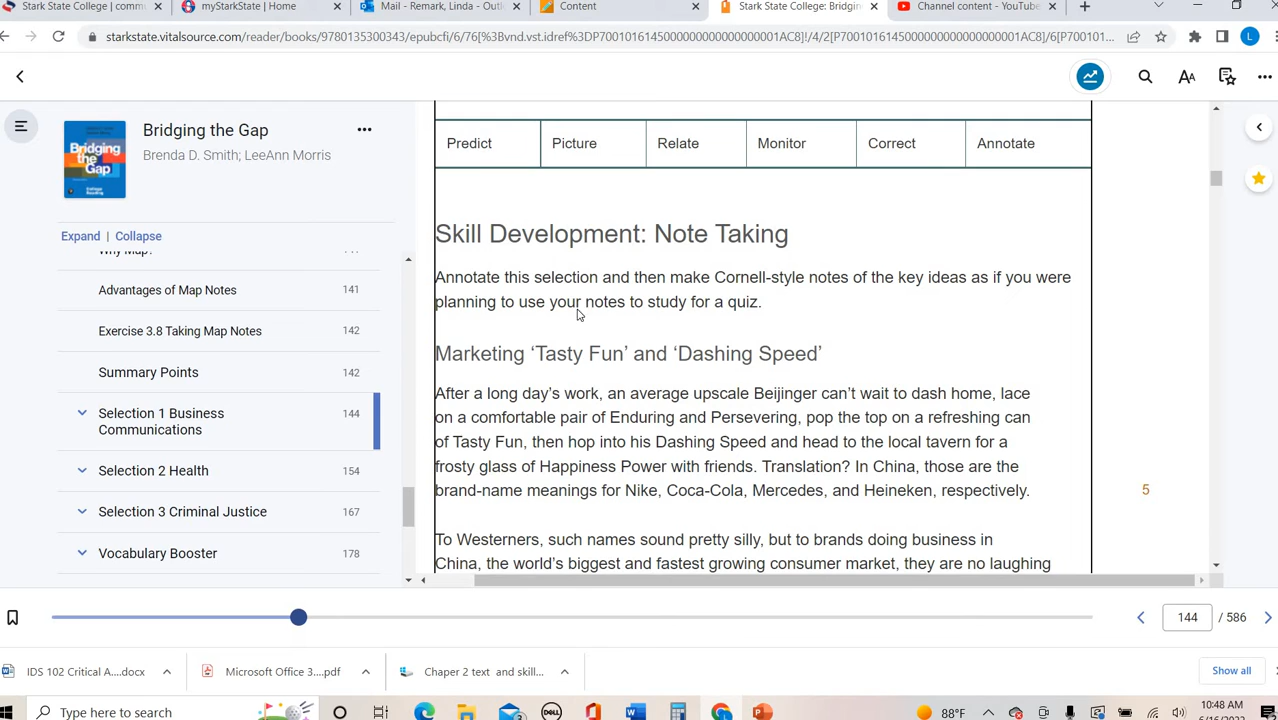 Stark State College | comm
myStarkState | Home
Mail - Remark, Linda - Outl
Content
Stark State College: Bridging
Channel content - YouTube
starkstate.vitalsource.com/reader/books/9780135300343/epubcfi/6/76[%3Bvnd.vst.idref%3DP70010161450000000000000001AC8]!/4/2[P70010161450000000000000001AC8]/6[P700101...
L
Bridging the Gap
Brenda D. Smith; LeeAnn Morris
Bridging
the
Gap
Expand | Collapse
Why Map?
Advantages of Map Notes 141
Exercise 3.8 Taking Map Notes 142
Summary Points 142
Selection 1 Business 144
Communications
Selection 2 Health 154
Selection 3 Criminal Justice 167
Vocabulary Booster 178
Predict Picture Relate Monitor Correct Annotate
Skill Development: Note Taking
Annotate this selection and then make Cornell-style notes of the key ideas as if you were
planning to use your notes to study for a quiz.
Marketing ‘Tasty Fun’ and ‘Dashing Speed’
After a long day’s work, an average upscale Beijinger can’t wait to dash home, lace
on a comfortable pair of Enduring and Persevering, pop the top on a refreshing can
of Tasty Fun, then hop into his Dashing Speed and head to the local tavern for a
frosty glass of Happiness Power with friends. Translation? In China, those are the
brand-name meanings for Nike, Coca-Cola, Mercedes, and Heineken, respectively. 5
To Westerners, such names sound pretty silly, but to brands doing business in
China, the world’s biggest and fastest growing consumer market, they are no laughing
144 / 586
IDS 102 Critical A....docx
Microsoft Office 3....pdf
Chaper 2 text and skill...
Show all
Type here to search
DELL
88°F
10:48 AM